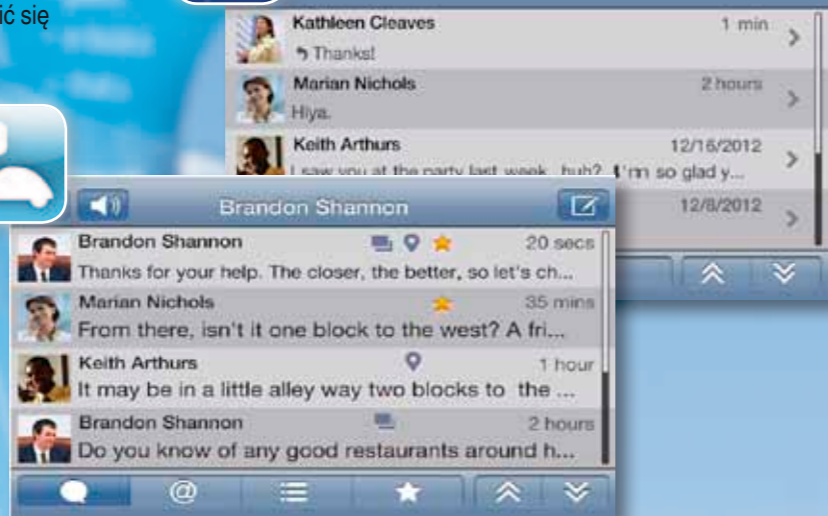 ić się
Kathleen Cleaves 1 min
Thanks!
Marian Nichols 2 hours
Hiya.
Keith Arthurs 12/16/2012
I saw you at the party last week, huh? I'm so glad y...
12/8/2012
Brandon Shannon
Brandon Shannon 20 secs
Thanks for your help. The closer, the better, so let's ch...
Marian Nichols 35 mins
From there, isn't it one block to the west? A fri...
Keith Arthurs 1 hour
It may be in a little alley way two blocks to the ...
Brandon Shannon 2 hours
Do you know of any good restaurants around h...
@